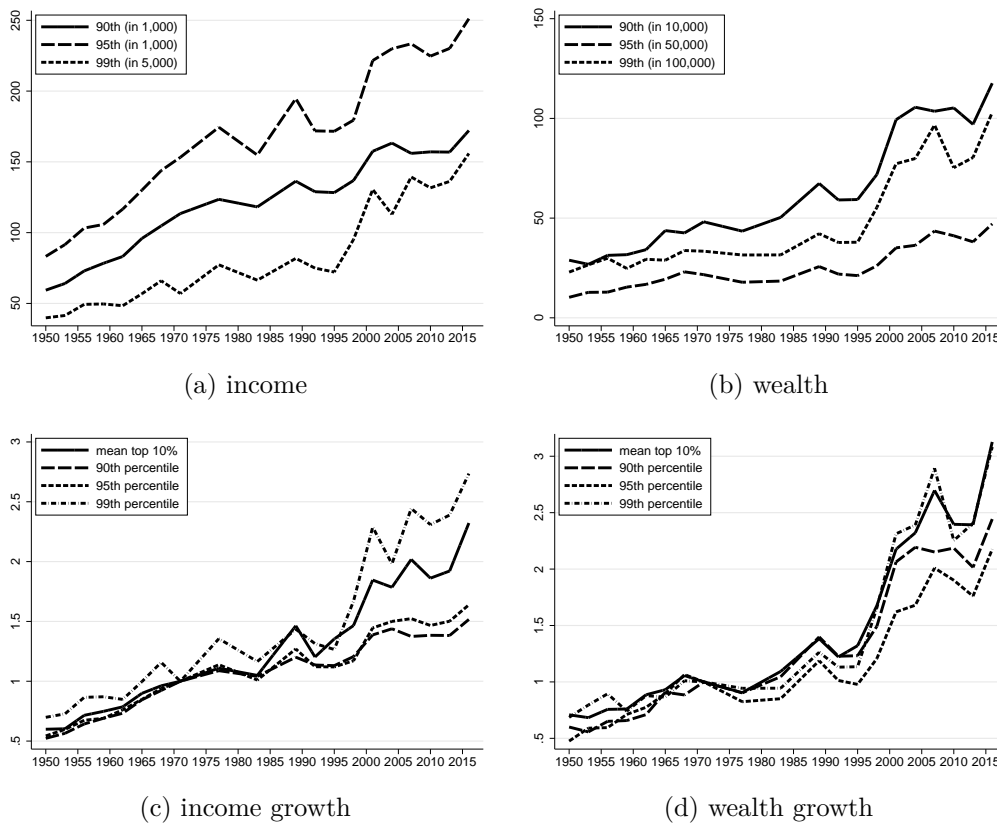 90th (in 1,000)
95th (in 1,000)
99th (in 5,000)
50 100 150 200 250
1950 1955 1960 1965 1970 1975 1980 1985 1990 1995 2000 2005 2010 2015
(a) income
90th (in 10,000)
95th (in 50,000)
99th (in 100,000)
0 50 100 150
1950 1955 1960 1965 1970 1975 1980 1985 1990 1995 2000 2005 2010 2015
(b) wealth
mean top 10%
90th percentile
95th percentile
99th percentile
.5 1 1.5 2 2.5 3
1950 1955 1960 1965 1970 1975 1980 1985 1990 1995 2000 2005 2010 2015
(c) income growth
mean top 10%
90th percentile
95th percentile
99th percentile
.5 1 1.5 2 2.5 3
1950 1955 1960 1965 1970 1975 1980 1985 1990 1995 2000 2005 2010 2015
(d) wealth growth